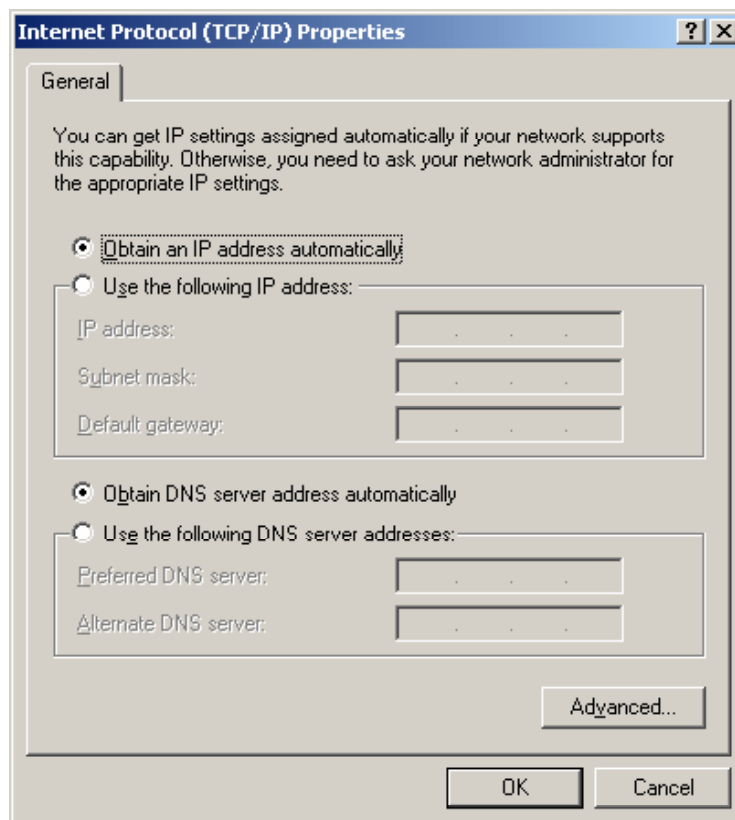 Internet Protocol (TCP/IP) Properties
General
You can get IP settings assigned automatically if your network supports
this capability. Otherwise, you need to ask your network administrator for
the appropriate IP settings.
Obtain an IP address automatically
Use the following IP address:
IP address:
Subnet mask:
Default gateway:
Obtain DNS server address automatically
Use the following DNS server addresses:
Preferred DNS server:
Alternate DNS server:
Advanced...
OK Cancel